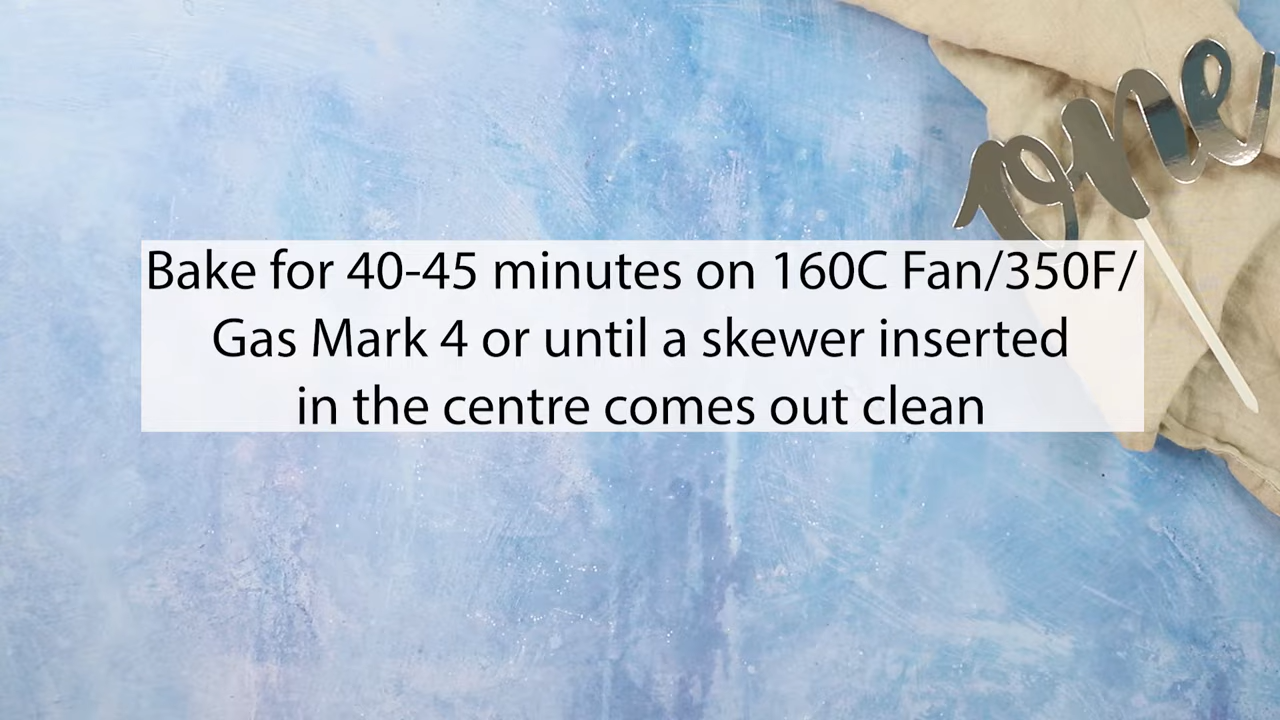 one
Bake for 40-45 minutes on 160C Fan/350F/
Gas Mark 4 or until a skewer inserted
in the centre comes out clean